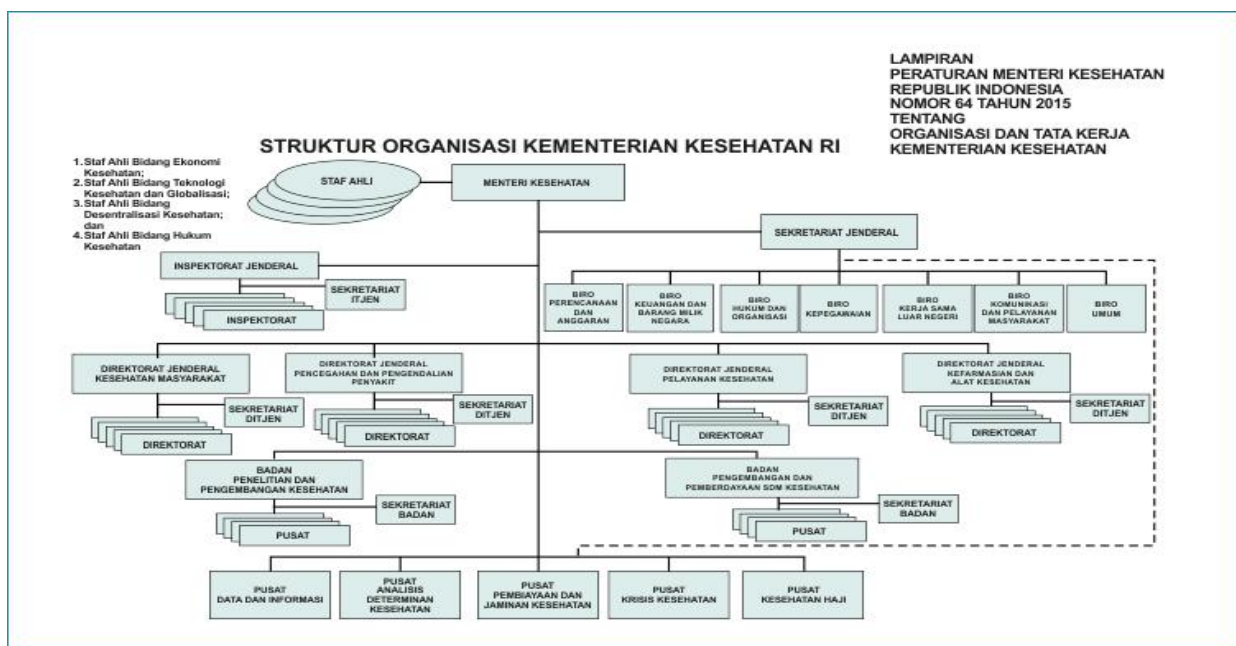 LAMPIRAN
PERATURAN MENTERI KESEHATAN
REPUBLIK INDONESIA
NOMOR 64 TAHUN 2015
TENTANG
ORGANISASI DAN TATA KERJA
KEMENTERIAN KESEHATAN
STRUKTUR ORGANISASI KEMENTERIAN KESEHATAN RI
1. Staf Ahli Bidang Ekonomi
Kesehatan;
2. Staf Ahli Bidang Teknologi
Kesehatan dan Globalisasi;
3. Staf Ahli Bidang
Desentralisasi Kesehatan;
dan
4. Staf Ahli Bidang Hukum
Kesehatan
STAF AHLI
MENTERI KESEHATAN
SEKRETARIAT JENDERAL
INSPEKTORAT JENDERAL
SEKRETARIAT
ITJEN
INSPEKTORAT
BIRO
PERENCANAAN
DAN
ANGGARAN
BIRO
KEUANGAN DAN
BARANG MILIK
NEGARA
BIRO
HUKUM DAN
ORGANISASI
BIRO
KEPEGAWAIAN
BIRO
KERJA SAMA
LUAR NEGERI
BIRO
KOMUNIKASI
DAN PELAYANAN
MASYARAKAT
BIRO
UMUM
DIREKTORAT JENDERAL
KESEHATAN MASYARAKAT
SEKRETARIAT
DITJEN
DIREKTORAT
DIREKTORAT JENDERAL
PENCEGAHAN DAN PENGENDALIAN
PENYAKIT
SEKRETARIAT
DITJEN
DIREKTORAT
DIREKTORAT JENDERAL
PELAYANAN KESEHATAN
SEKRETARIAT
DITJEN
DIREKTORAT
DIREKTORAT JENDERAL
KEFARMASIAN DAN
ALAT KESEHATAN
SEKRETARIAT
DITJEN
DIREKTORAT
BADAN
PENELITIAN DAN
PENGEMBANGAN KESEHATAN
SEKRETARIAT
BADAN
PUSAT
BADAN
PENGEMBANGAN DAN
PEMBERDAYAAN SDM KESEHATAN
SEKRETARIAT
BADAN
PUSAT
PUSAT
DATA DAN INFORMASI
PUSAT
ANALISIS
DETERMINAN
KESEHATAN
PUSAT
PEMBIAYAAN DAN
JAMINAN KESEHATAN
PUSAT
KRISIS KESEHATAN
PUSAT
KESEHATAN HAJI